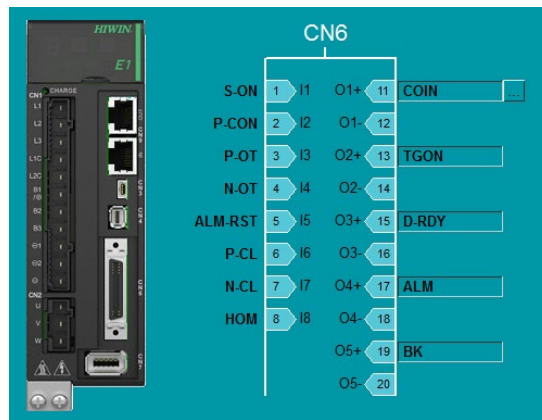 HIWIN.
E1
CN1 CHARGE
L1
L2
L3
L1C
L2C
B1
/⊕
B2
B3
⊖1
⊖2
⊖
CN2
U
V
W
CN6
S-ON 1 I1 O1+ 11 COIN ...
P-CON 2 I2 O1- 12
P-OT 3 I3 O2+ 13 TGON
N-OT 4 I4 O2- 14
ALM-RST 5 I5 O3+ 15 D-RDY
P-CL 6 I6 O3- 16
N-CL 7 I7 O4+ 17 ALM
HOM 8 I8 O4- 18
O5+ 19 BK
O5- 20